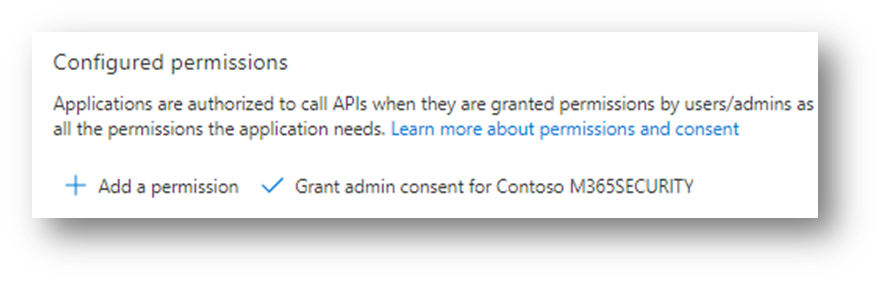 Configured permissions
Applications are authorized to call APIs when they are granted permissions by users/admins as
all the permissions the application needs. Learn more about permissions and consent
Add a permission Grant admin consent for Contoso M365SECURITY